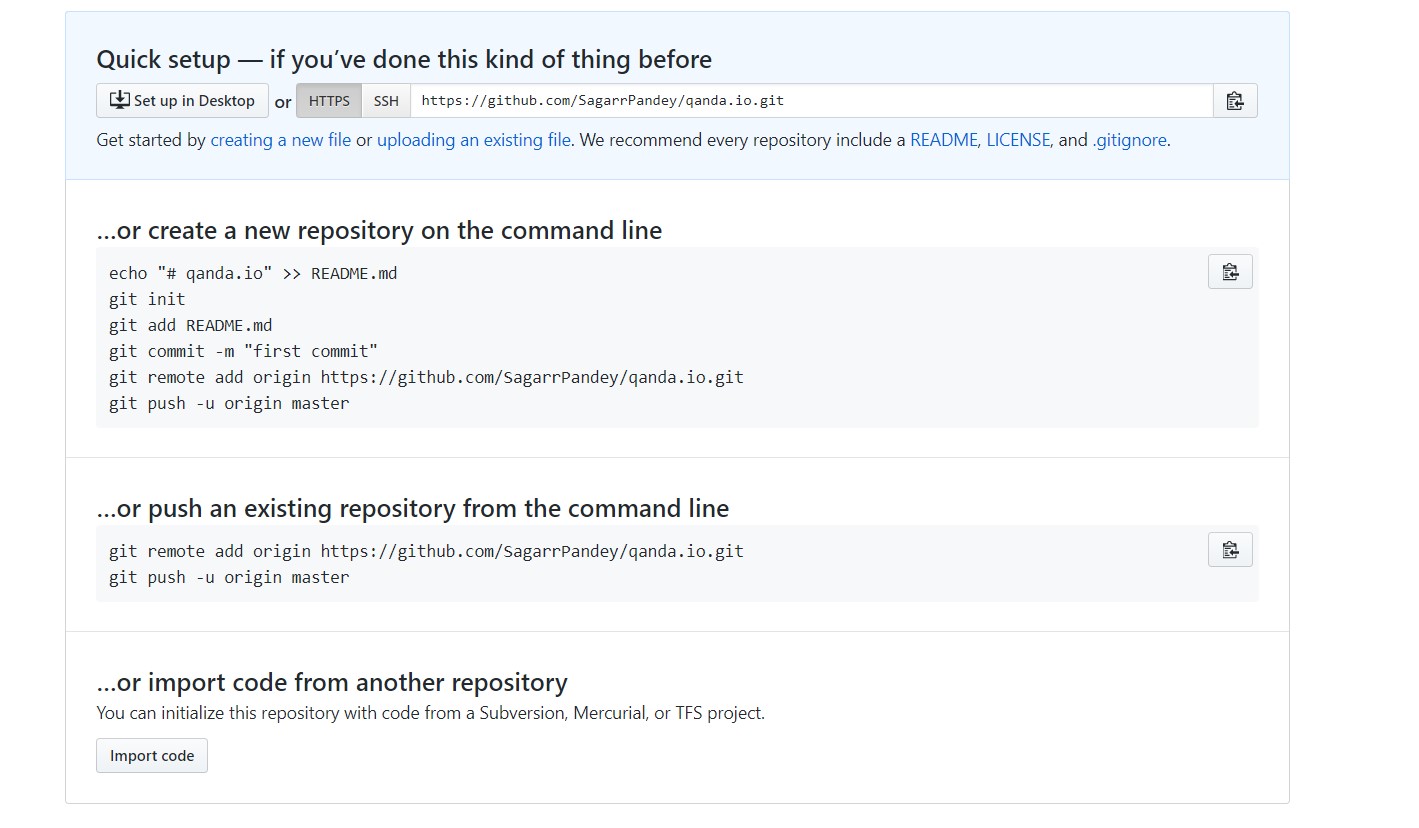 Quick setup — if you’ve done this kind of thing before
Set up in Desktop or HTTPS SSH https://github.com/SagarrPandey/qanda.io.git
Get started by creating a new file or uploading an existing file. We recommend every repository include a README, LICENSE, and .gitignore.
…or create a new repository on the command line
echo "# qanda.io" >> README.md
git init
git add README.md
git commit -m "first commit"
git remote add origin https://github.com/SagarrPandey/qanda.io.git
git push -u origin master
…or push an existing repository from the command line
git remote add origin https://github.com/SagarrPandey/qanda.io.git
git push -u origin master
…or import code from another repository
You can initialize this repository with code from a Subversion, Mercurial, or TFS project.
Import code